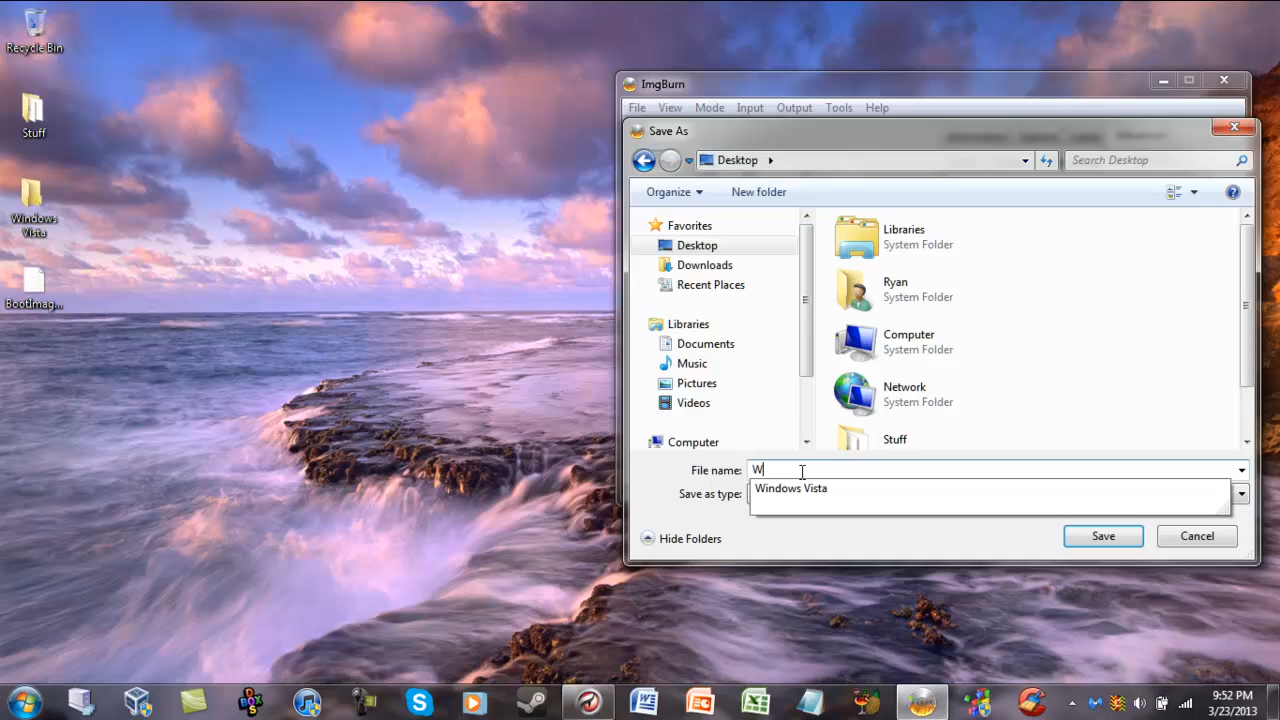 Recycle Bin
Stuff
Windows
Vista
BootImag...
ImgBurn
File View Mode Input Output Tools Help
Save As
Desktop
Search Desktop
Organize New folder
Favorites
Desktop
Downloads
Recent Places
Libraries
Documents
Music
Pictures
Videos
Computer
Libraries
System Folder
Ryan
System Folder
Computer
System Folder
Network
System Folder
Stuff
File name: W
Windows Vista
Save as type:
Hide Folders
Save Cancel
DOX
BOX
S
W P X
9:52 PM
3/23/2013